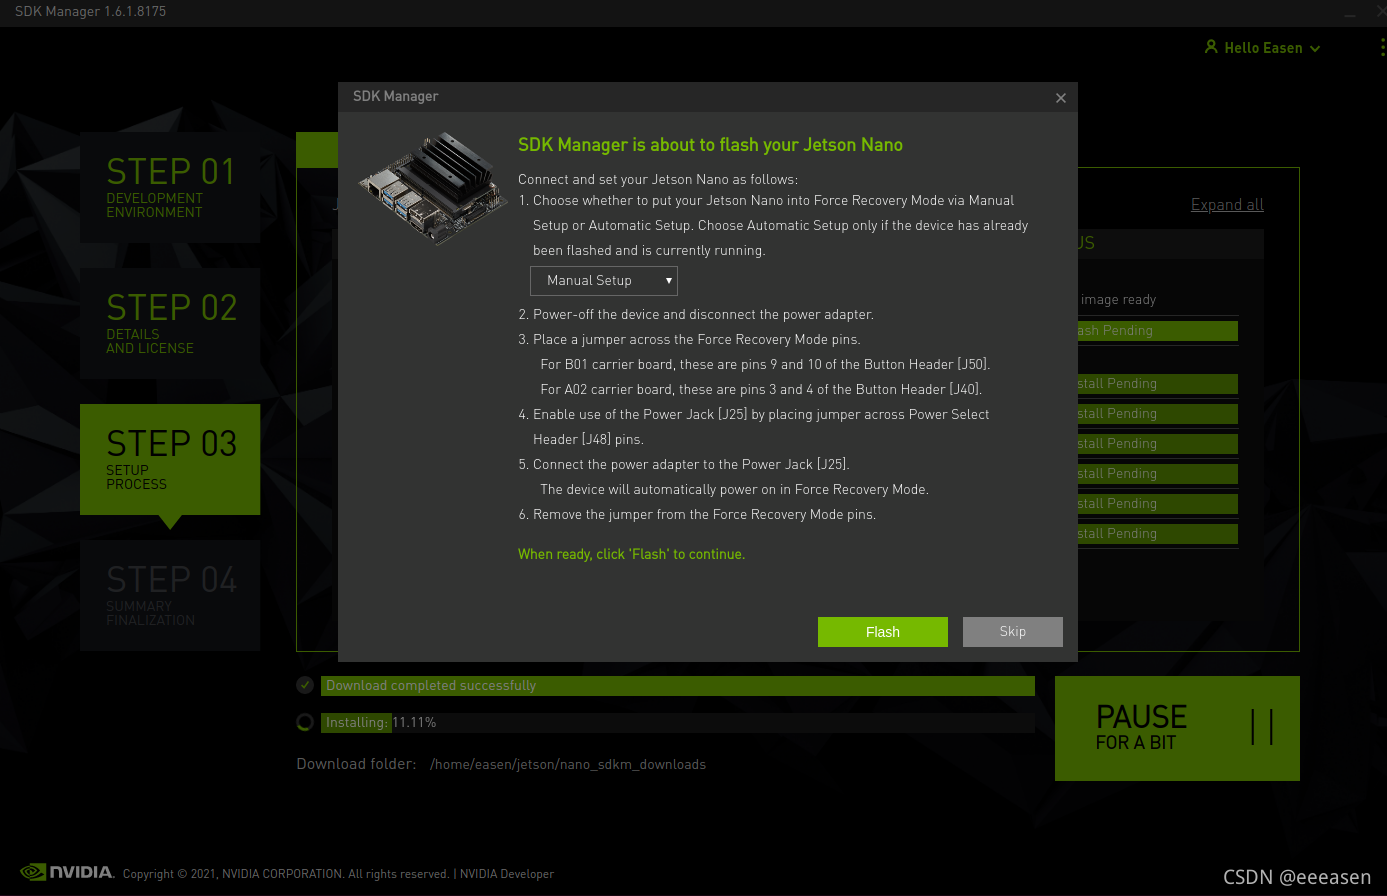 SDK Manager 1.6.1.8175
Hello Easen
SDK Manager
STEP 01
DEVELOPMENT
ENVIRONMENT
STEP 02
DETAILS
AND LICENSE
STEP 03
SETUP
PROCESS
STEP 04
SUMMARY
FINALIZATION
SDK Manager is about to flash your Jetson Nano
Connect and set your Jetson Nano as follows:
1. Choose whether to put your Jetson Nano into Force Recovery Mode via Manual
Setup or Automatic Setup. Choose Automatic Setup only if the device has already
been flashed and is currently running.
Manual Setup
2. Power-off the device and disconnect the power adapter.
3. Place a jumper across the Force Recovery Mode pins.
For B01 carrier board, these are pins 9 and 10 of the Button Header [J50].
For A02 carrier board, these are pins 3 and 4 of the Button Header [J40].
4. Enable use of the Power Jack [J25] by placing jumper across Power Select
Header [J48] pins.
5. Connect the power adapter to the Power Jack [J25].
The device will automatically power on in Force Recovery Mode.
6. Remove the jumper from the Force Recovery Mode pins.
When ready, click 'Flash' to continue.
Flash
Skip
Expand all
US
image ready
ash Pending
stall Pending
stall Pending
stall Pending
stall Pending
stall Pending
stall Pending
Download completed successfully
Installing: 11.11%
Download folder: /home/easen/jetson/nano_sdkm_downloads
PAUSE
FOR A BIT
NVIDIA. Copyright © 2021, NVIDIA CORPORATION. All rights reserved. | NVIDIA Developer
CSDN @eeeasen